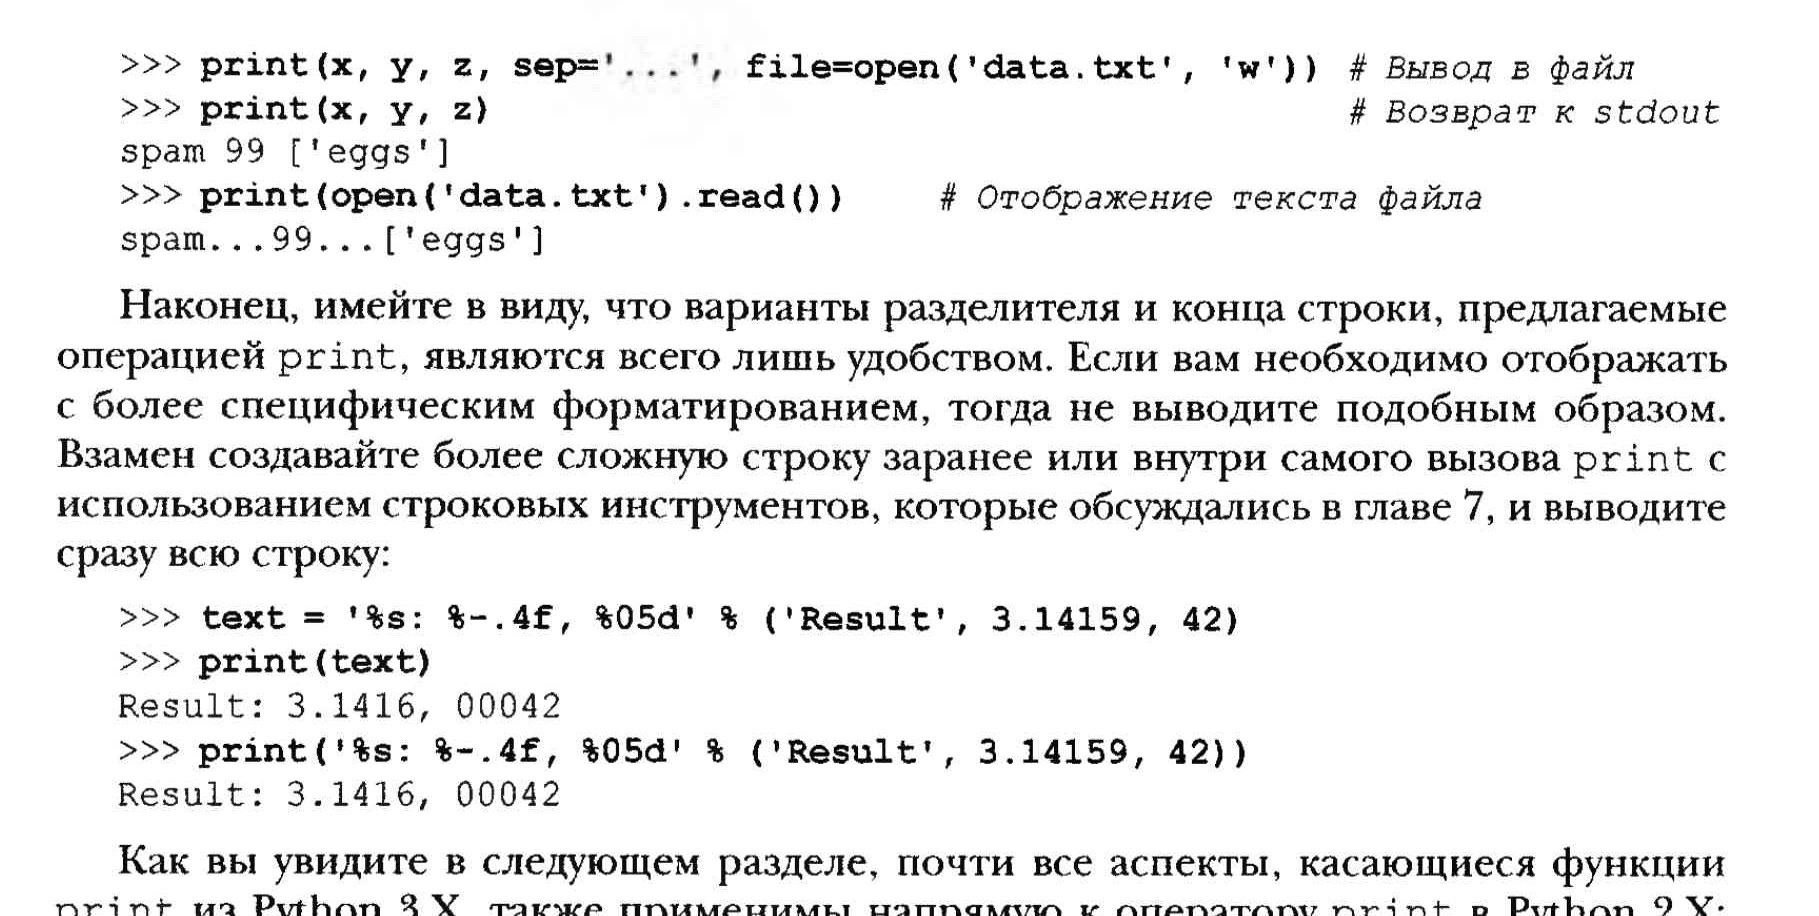 >>> print(x, y, z, sep='...', file=open('data.txt', 'w')) # Вывод в файл
>>> print(x, y, z) # Возврат к stdout
spam 99 ['eggs']
>>> print(open('data.txt').read()) # Отображение текста файла
spam...99...['eggs']
Наконец, имейте в виду, что варианты разделителя и конца строки, предлагаемые
операцией print, являются всего лишь удобством. Если вам необходимо отображать
с более специфическим форматированием, тогда не выводите подобным образом.
Взамен создавайте более сложную строку заранее или внутри самого вызова print с
использованием строковых инструментов, которые обсуждались в главе 7, и выводите
сразу всю строку:
>>> text = '%s: %-.4f, %05d' % ('Result', 3.14159, 42)
>>> print(text)
Result: 3.1416, 00042
>>> print('%s: %-.4f, %05d' % ('Result', 3.14159, 42))
Result: 3.1416, 00042
Как вы увидите в следующем разделе, почти все аспекты, касающиеся функции
print из Python 3.X, также применимы напрямую к оператору print в Python 2.X: